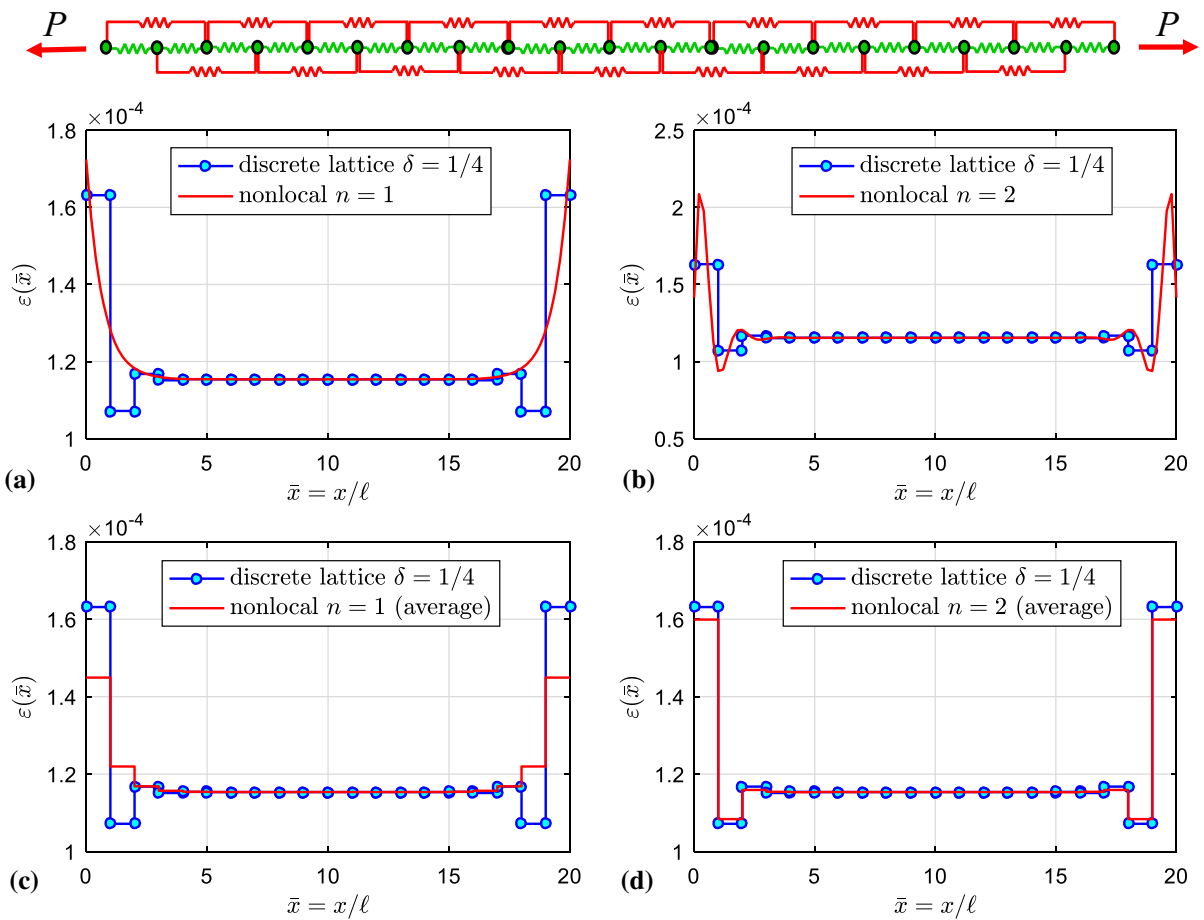 P
P
×10⁻⁴
1.8
1.6
1.4
1.2
1
ε(x̄)
discrete lattice δ = 1/4
nonlocal n = 1
0
5
10
15
20
(a)
x̄ = x/ℓ
×10⁻⁴
2.5
2
1.5
1
0.5
ε(x̄)
discrete lattice δ = 1/4
nonlocal n = 2
0
5
10
15
20
(b)
x̄ = x/ℓ
×10⁻⁴
1.8
1.6
1.4
1.2
1
ε(x̄)
discrete lattice δ = 1/4
nonlocal n = 1 (average)
0
5
10
15
20
(c)
x̄ = x/ℓ
×10⁻⁴
1.8
1.6
1.4
1.2
1
ε(x̄)
discrete lattice δ = 1/4
nonlocal n = 2 (average)
0
5
10
15
20
(d)
x̄ = x/ℓ